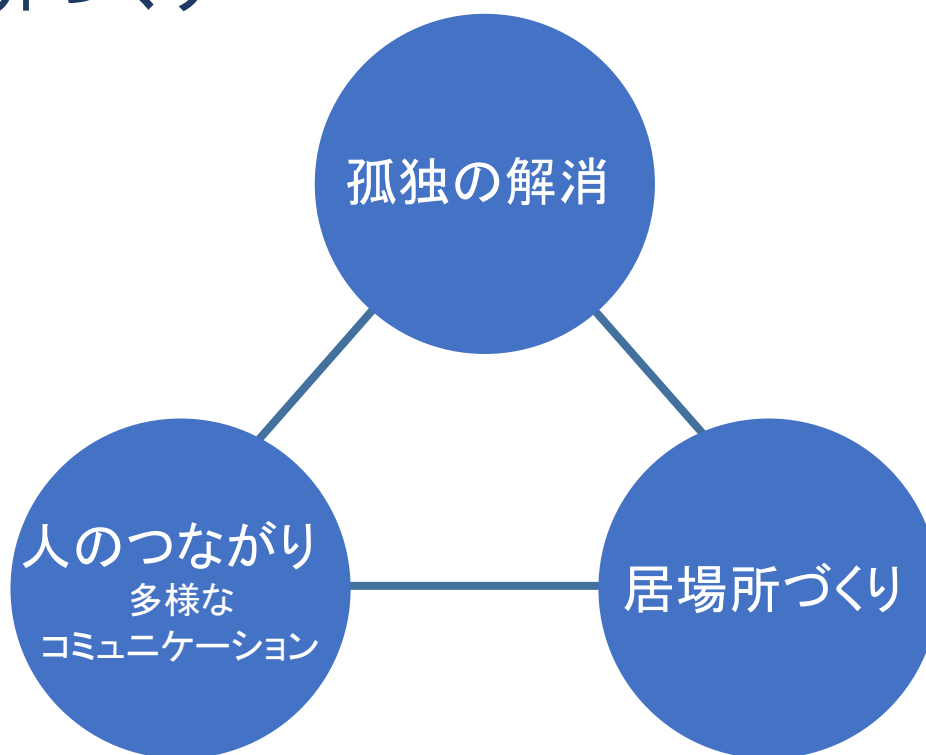 孤独の解消
人のつながり
多様な
コミュニケーション
居場所づくり